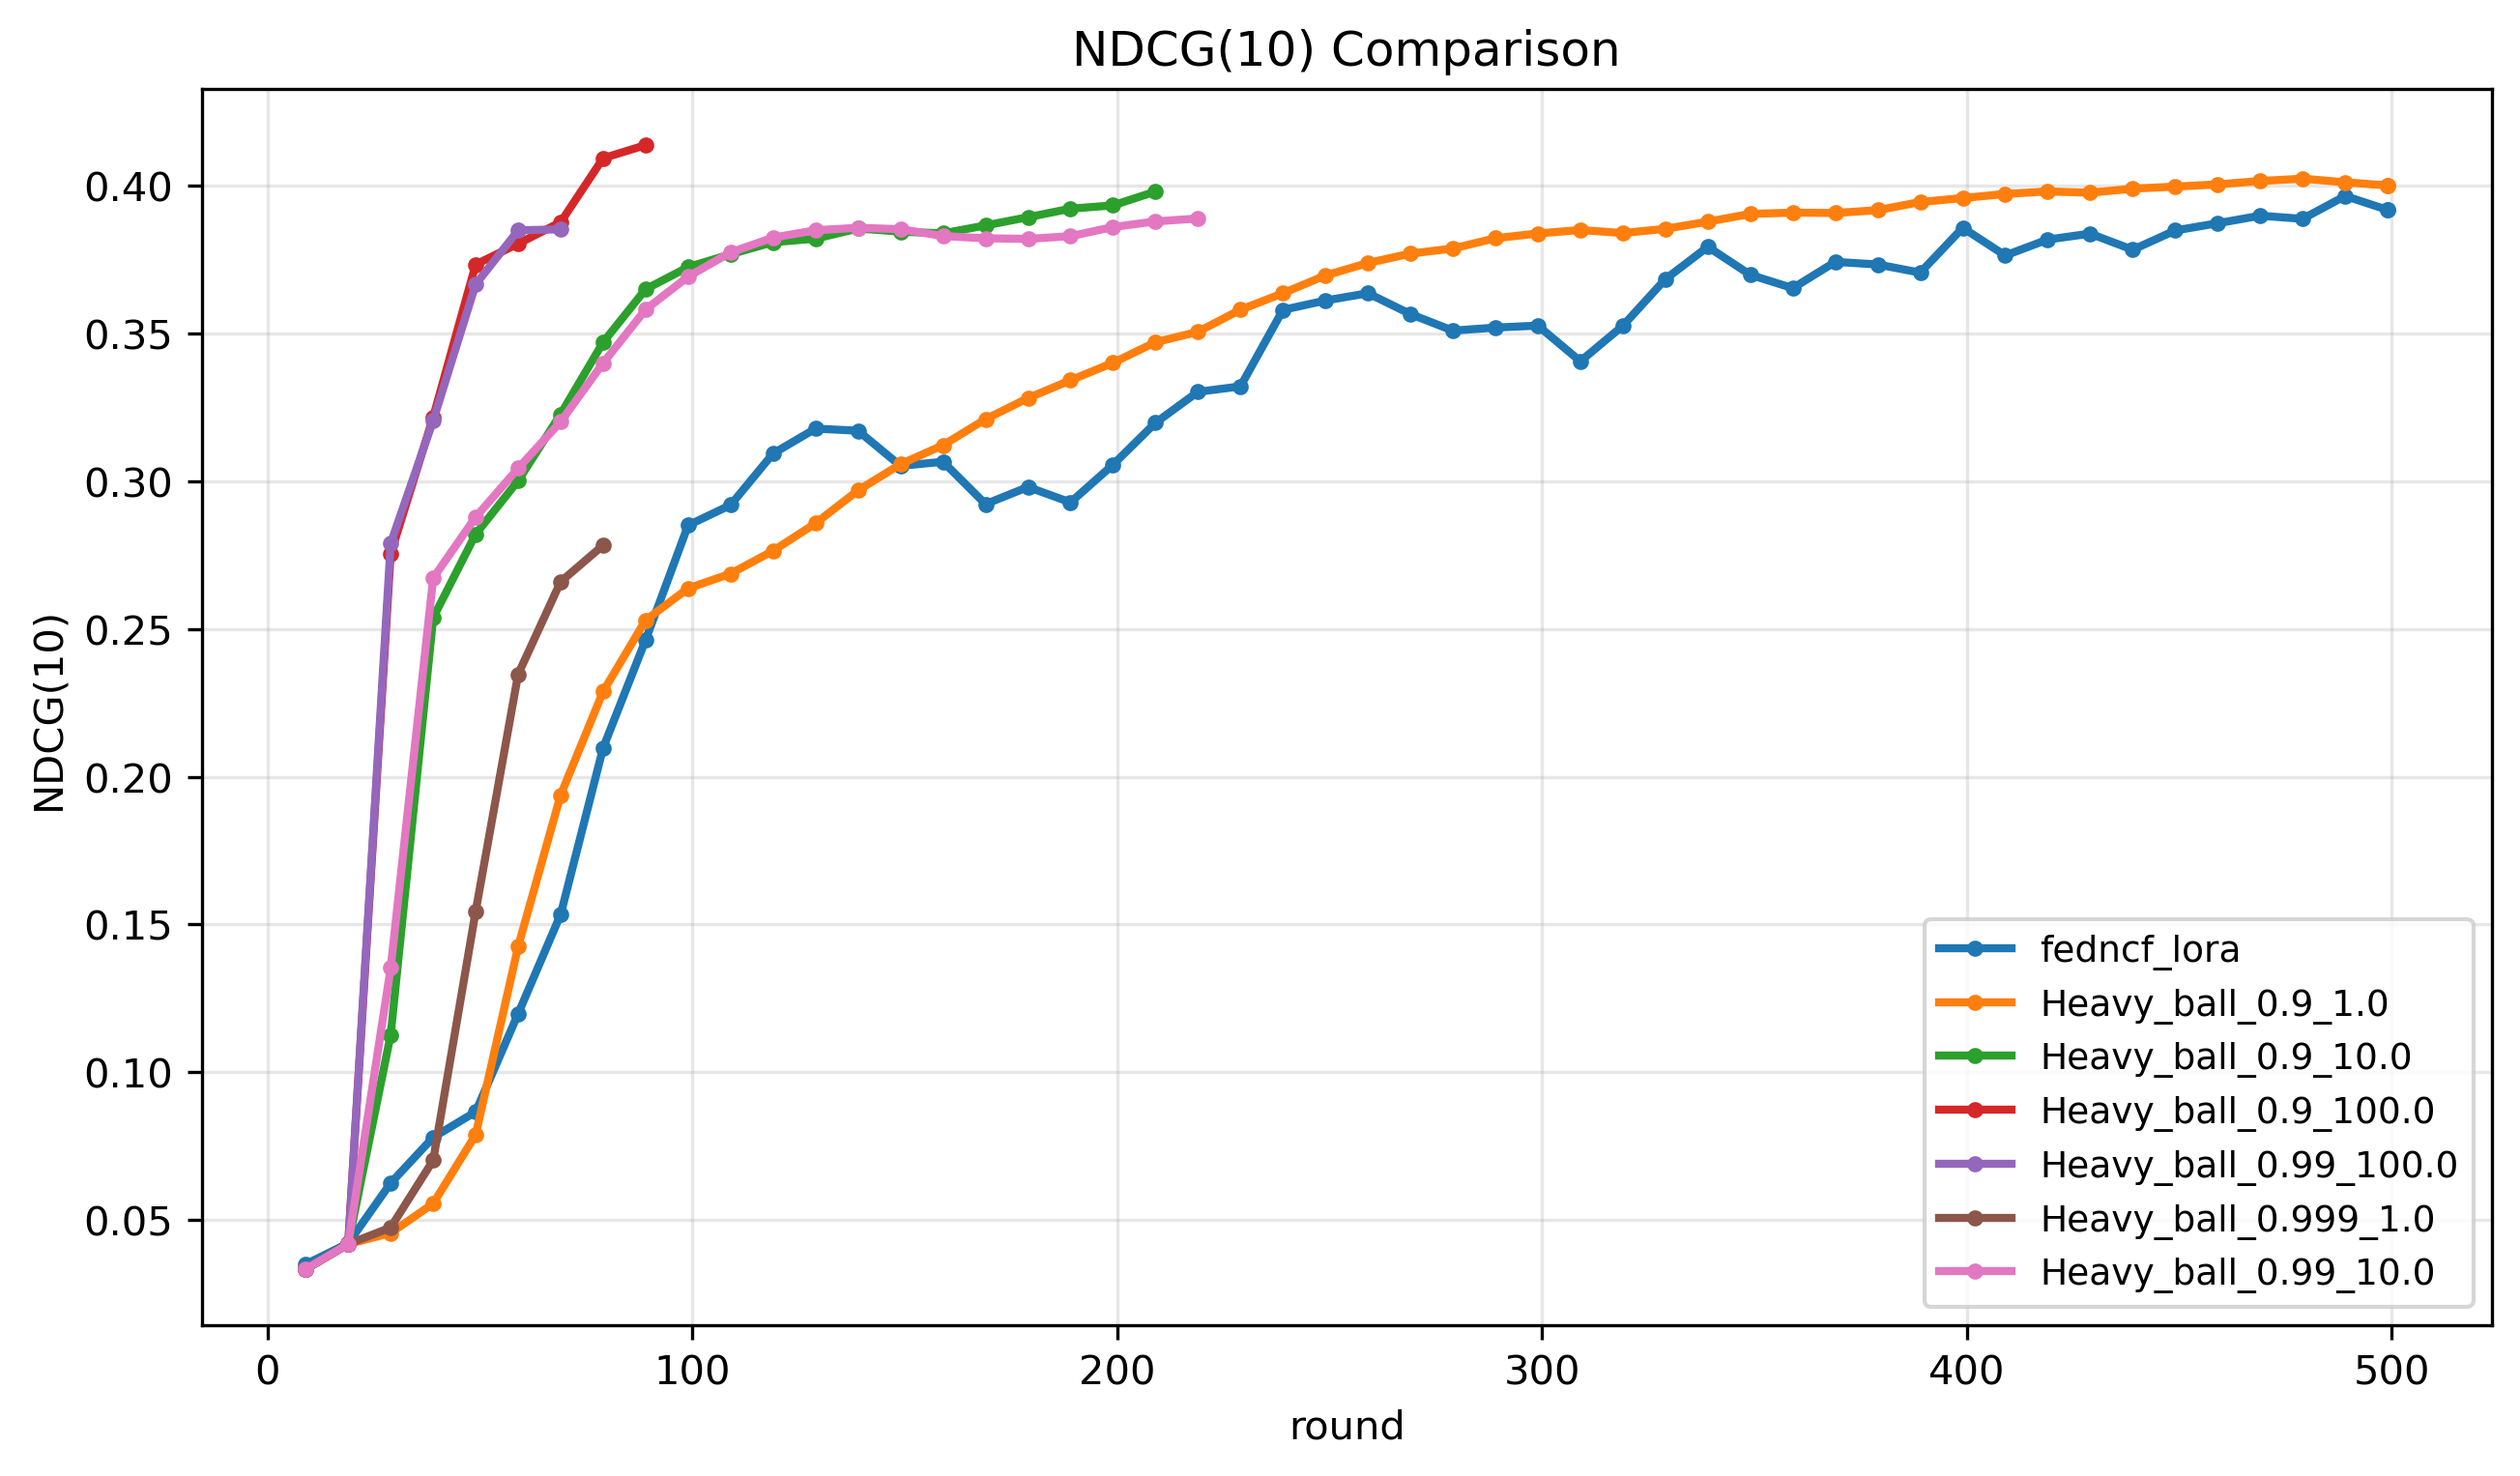 NDCG(10) Comparison
NDCG(10)
0.40
0.35
0.30
0.25
0.20
0.15
0.10
0.05
0 100 200 300 400 500
round
fedncf_lora
Heavy_ball_0.9_1.0
Heavy_ball_0.9_10.0
Heavy_ball_0.9_100.0
Heavy_ball_0.99_100.0
Heavy_ball_0.999_1.0
Heavy_ball_0.99_10.0